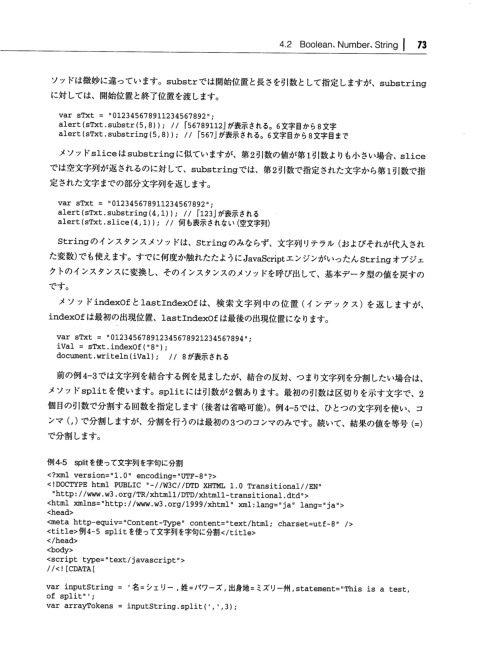 4.2 Boolean、Number、String | 73
ソッドは微妙に違っています。substrでは開始位置と長さを引数として指定しますが、substring
に対しては、開始位置と終了位置を渡します。
var sTxt = "012345678911234567892";
alert(sTxt.substr(5,8)); // 「56789112」が表示される。6文字目から8文字
alert(sTxt.substring(5,8)); // 「567」が表示される。6文字目から8文字目まで
メソッドsliceはsubstringに似ていますが、第2引数の値が第1引数よりも小さい場合、slice
では空文字列が返されるのに対して、substringでは、第2引数で指定された文字から第1引数で指
定された文字までの部分文字列を返します。
var sTxt = "012345678911234567892";
alert(sTxt.substring(4,1)); // 「123」が表示される
alert(sTxt.slice(4,1)); // 何も表示されない(空文字列)
Stringのインスタンスメソッドは、Stringのみならず、文字列リテラル（およびそれが代入され
た変数）でも使えます。すでに何度か触れたたようにJavaScriptエンジンがいったんStringオブジェ
クトのインスタンスに変換し、そのインスタンスのメソッドを呼び出して、基本データ型の値を戻すの
です。
メソッドindexOfとlastIndexOfは、検索文字列中の位置（インデックス）を返しますが、
indexOfは最初の出現位置、lastIndexOfは最後の出現位置になります。
var sTxt = "01234567891234567892123456​7894";
iVal = sTxt.indexOf("8");
document.writeln(iVal); // 8が表示される
前の例4-3では文字列を結合する例を見ましたが、結合の反対、つまり文字列を分割したい場合は、
メソッドsplitを使います。splitには引数が2個あります。最初の引数は区切りを示す文字で、2
個目の引数で分割する回数を指定します（後者は省略可能）。例4-5では、ひとつの文字列を使い、コ
ンマ（,）で分割しますが、分割を行うのは最初の3つのコンマのみです。続いて、結果の値を等号（=）
で分割します。
例4-5 splitを使って文字列を字句に分割
<?xml version="1.0" encoding="UTF-8"?>
<!DOCTYPE html PUBLIC "-//W3C//DTD XHTML 1.0 Transitional//EN"
"http://www.w3.org/TR/xhtml1/DTD/xhtml1-transitional.dtd">
<html xmlns="http://www.w3.org/1999/xhtml" xml:lang="ja" lang="ja">
<head>
<meta http-equiv="Content-Type" content="text/html; charset=utf-8" />
<title>例4-5 splitを使って文字列を字句に分割</title>
</head>
<body>
<script type="text/javascript">
//<![CDATA[
var inputString = '名=シェリー,姓=パワーズ,出身地=ミズリー州,statement="This is a test,
of split"';
var arrayTokens = inputString.split(',',3);